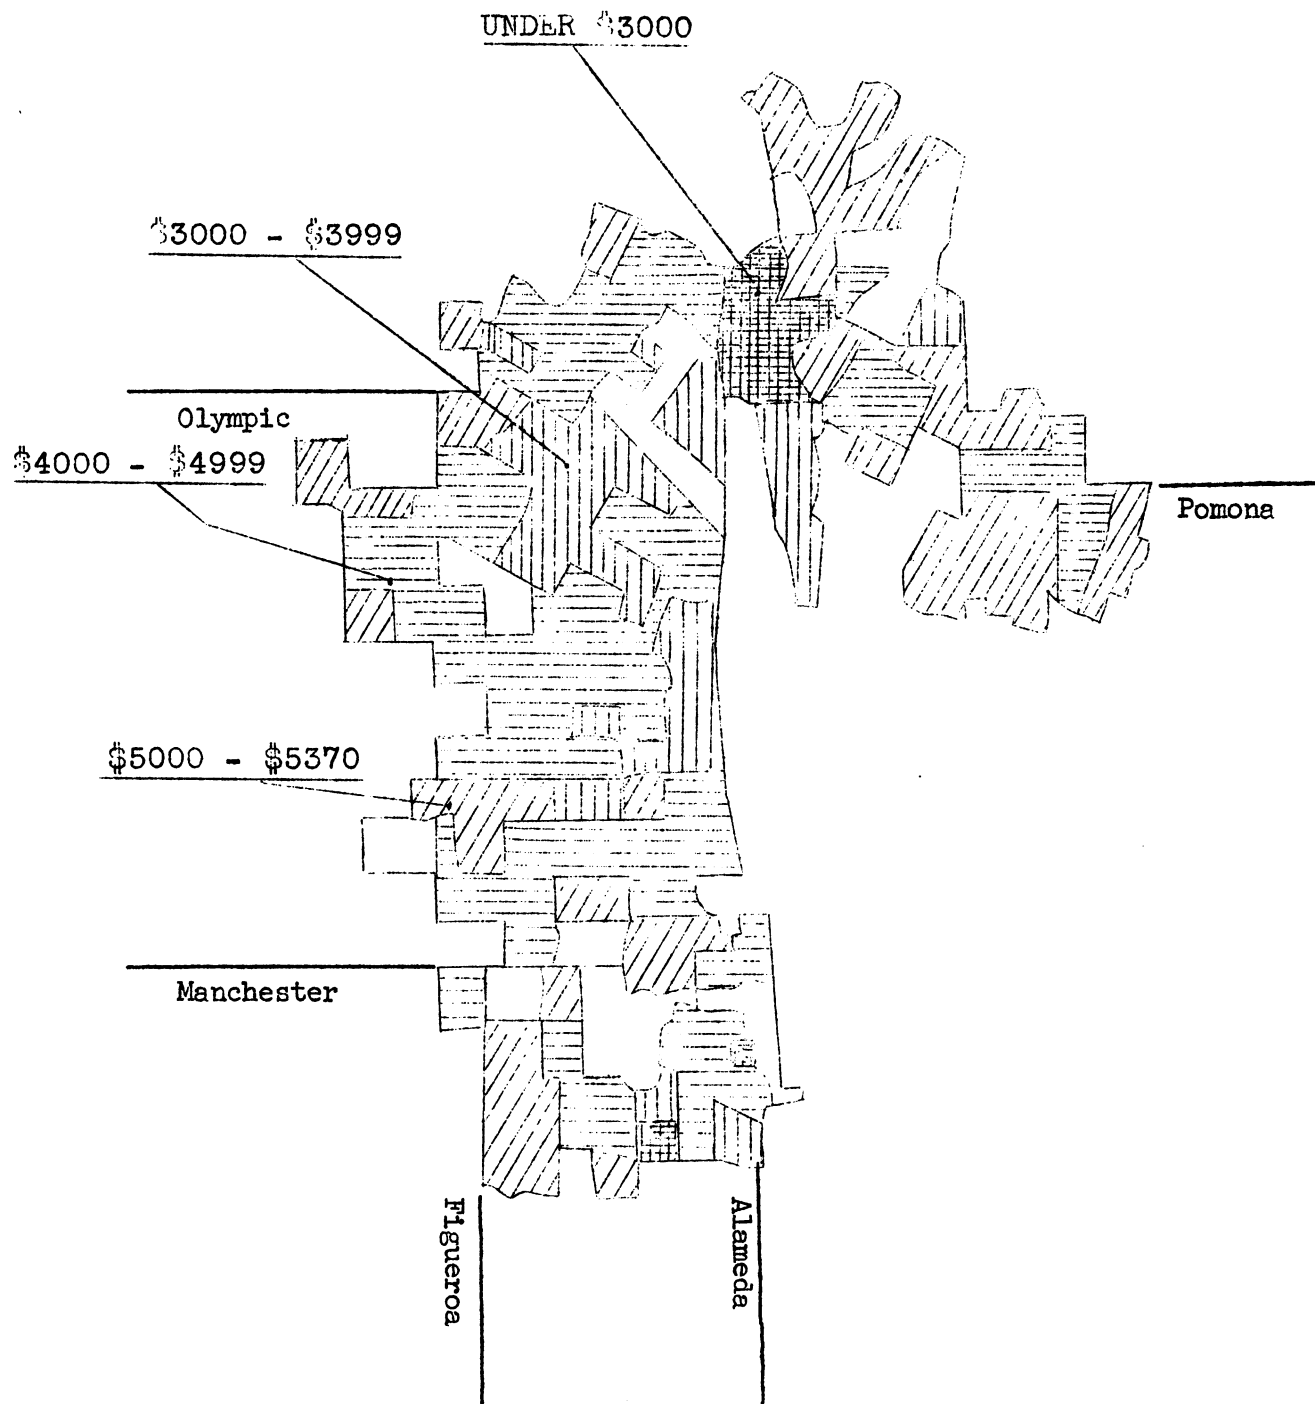 UNDER $3000
$3000 - $3999
Olympic
$4000 - $4999
Pomona
$5000 - $5370
Manchester
Figueroa
Alameda